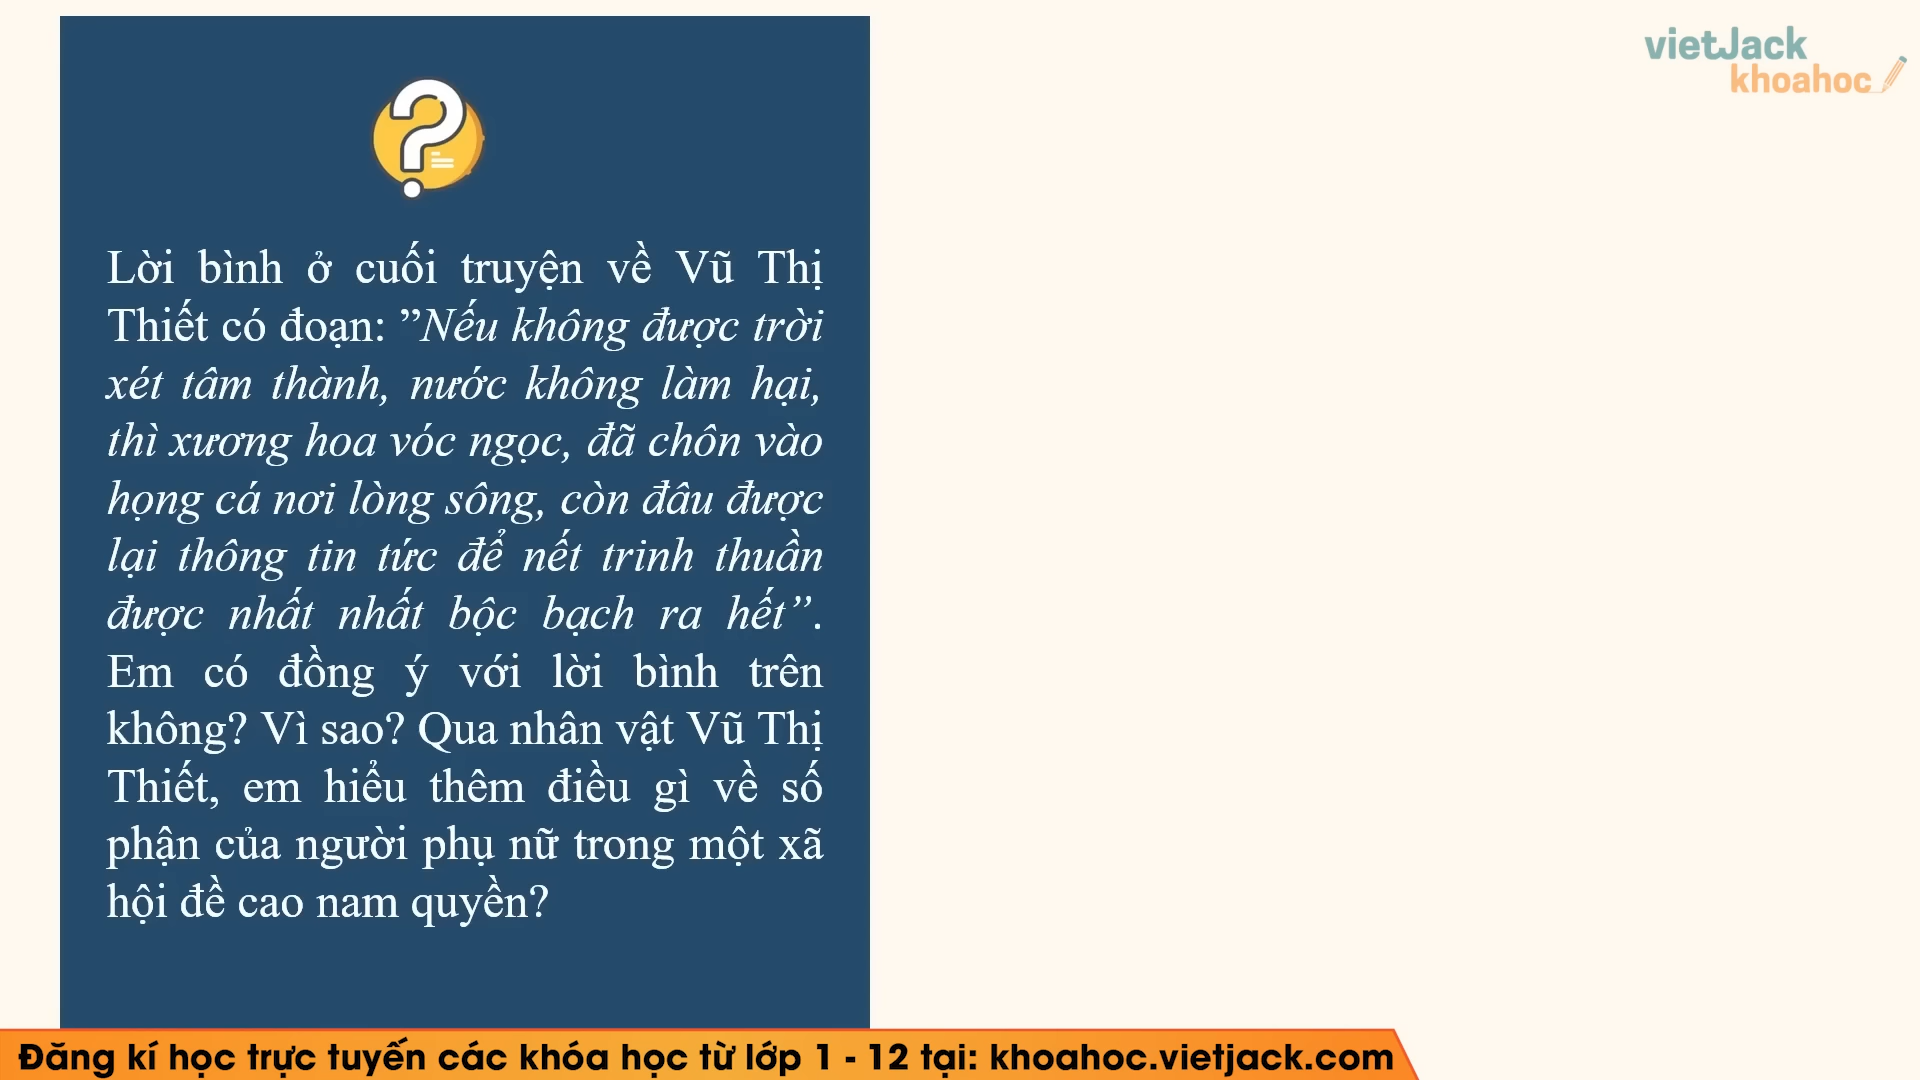 vietJack
khoahoc
Lời bình ở cuối truyện về Vũ Thị
Thiết có đoạn: ”Nếu không được trời
xét tâm thành, nước không làm hại,
thì xương hoa vóc ngọc, đã chôn vào
họng cá nơi lòng sông, còn đâu được
lại thông tin tức để nết trinh thuần
được nhất nhất bộc bạch ra hết”.
Em có đồng ý với lời bình trên
không? Vì sao? Qua nhân vật Vũ Thị
Thiết, em hiểu thêm điều gì về số
phận của người phụ nữ trong một xã
hội đề cao nam quyền?
Đăng kí học trực tuyến các khóa học từ lớp 1 - 12 tại: khoahoc.vietjack.com